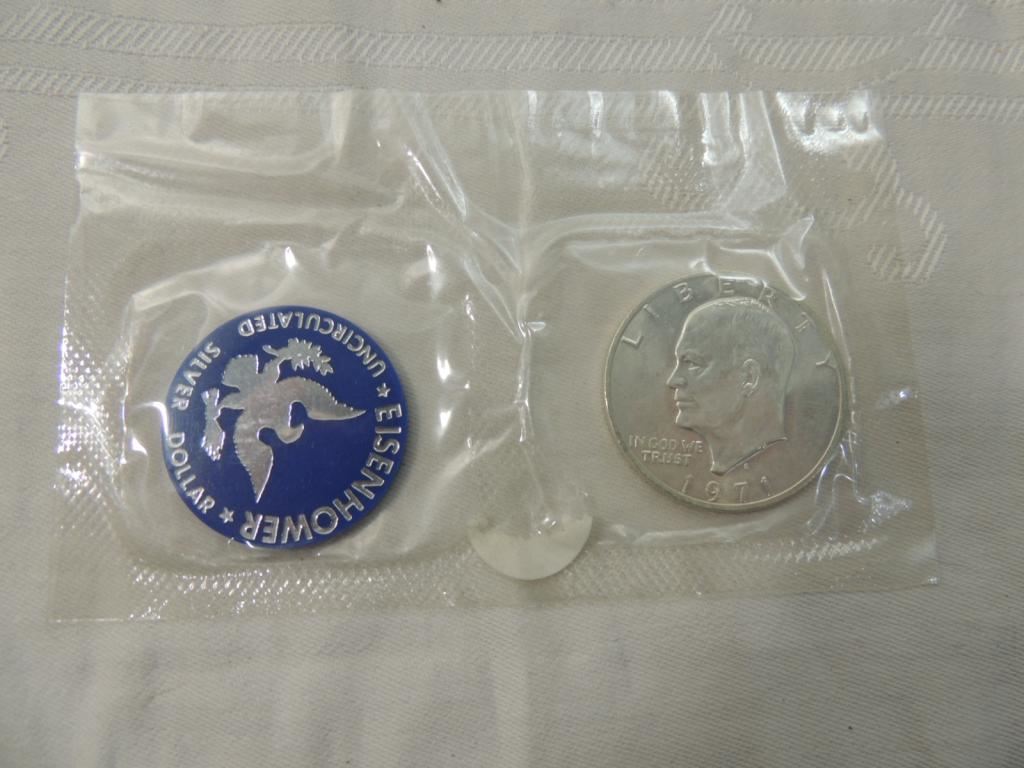 ★ EISENHOWER ★
UNCIRCULATED SILVER DOLLAR
LIBERTY
IN GOD WE
TRUST
S
1971